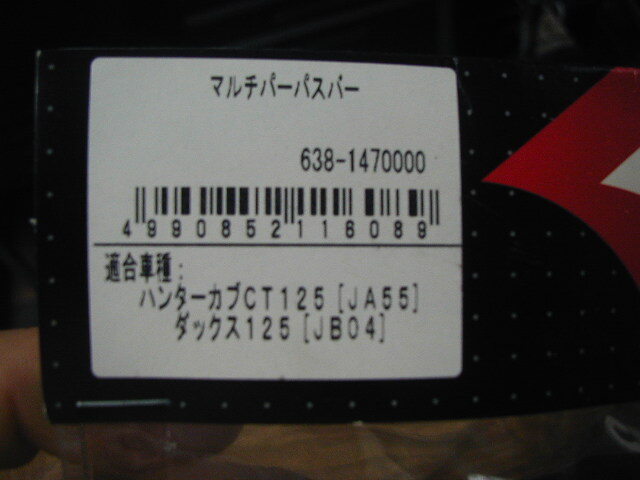 マルチパーパスバー
638-1470000
4990852116089
適合車種:
ハンターカブCT125[JA55]
ダックス125[JB04]